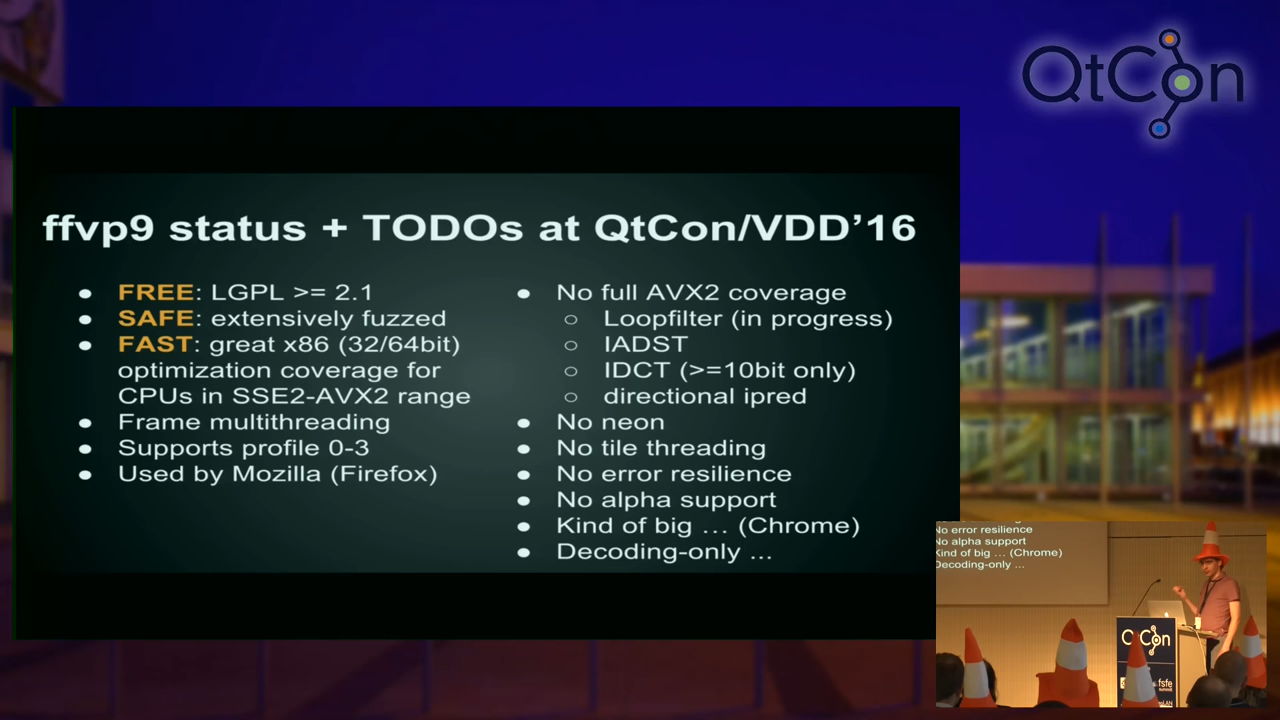 QtCon
ffvp9 status + TODOs at QtCon/VDD’16
● FREE: LGPL >= 2.1
● SAFE: extensively fuzzed
● FAST: great x86 (32/64bit)
optimization coverage for
CPUs in SSE2-AVX2 range
● Frame multithreading
● Supports profile 0-3
● Used by Mozilla (Firefox)
● No full AVX2 coverage
○ Loopfilter (in progress)
○ IADST
○ IDCT (>=10bit only)
○ directional ipred
● No neon
● No tile threading
● No error resilience
● No alpha support
● Kind of big … (Chrome)
● Decoding-only ...
No error resilience
No alpha support
Kind of big … (Chrome)
Decoding-only ...
QtCon
fsfe